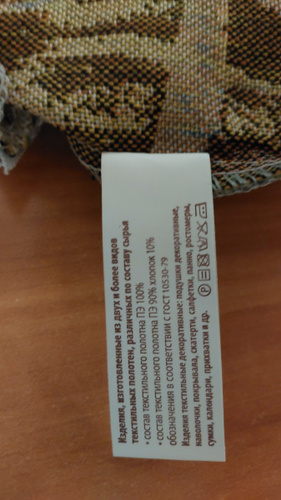 Изделия, изготовленные из двух и более видов
текстильных полотен, различных по составу сырья
• состав текстильного полотна ПЭ 100%
• состав текстильного полотна ПЭ 90% хлопок 10%
обозначения в соответствии с ГОСТ 10530-79
Изделия текстильные декоративные: подушки декоративные,
наволочки, покрывала, скатерти, салфетки, панно, ростомеры,
сумки, календари, прихватки и др.